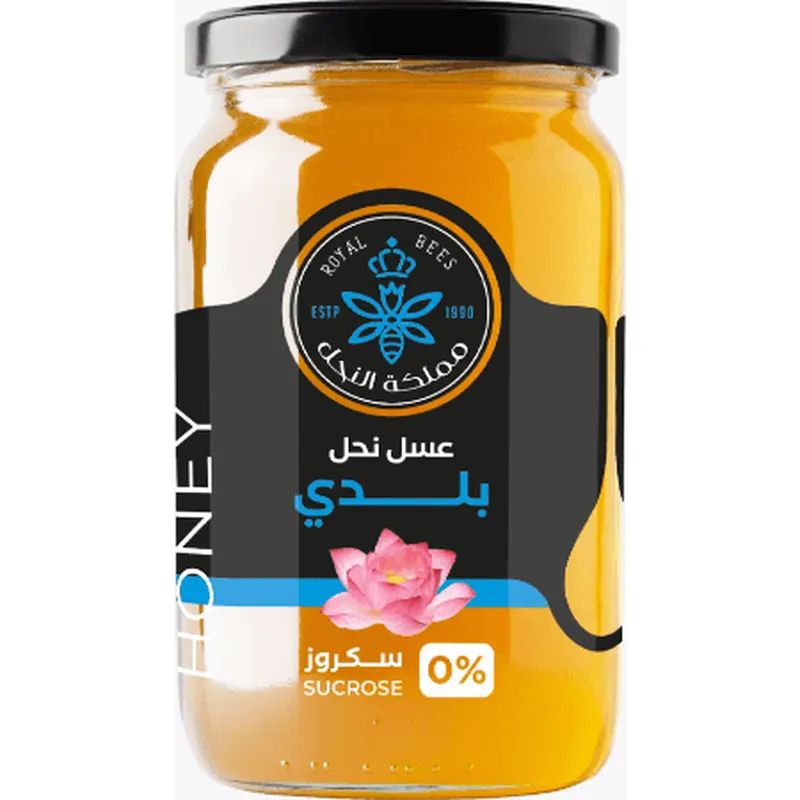 ROYAL BEES
ESTP 1990
مملكة النحل
عسل نحل
بلدي
HONEY
سكروز
SUCROSE
0%